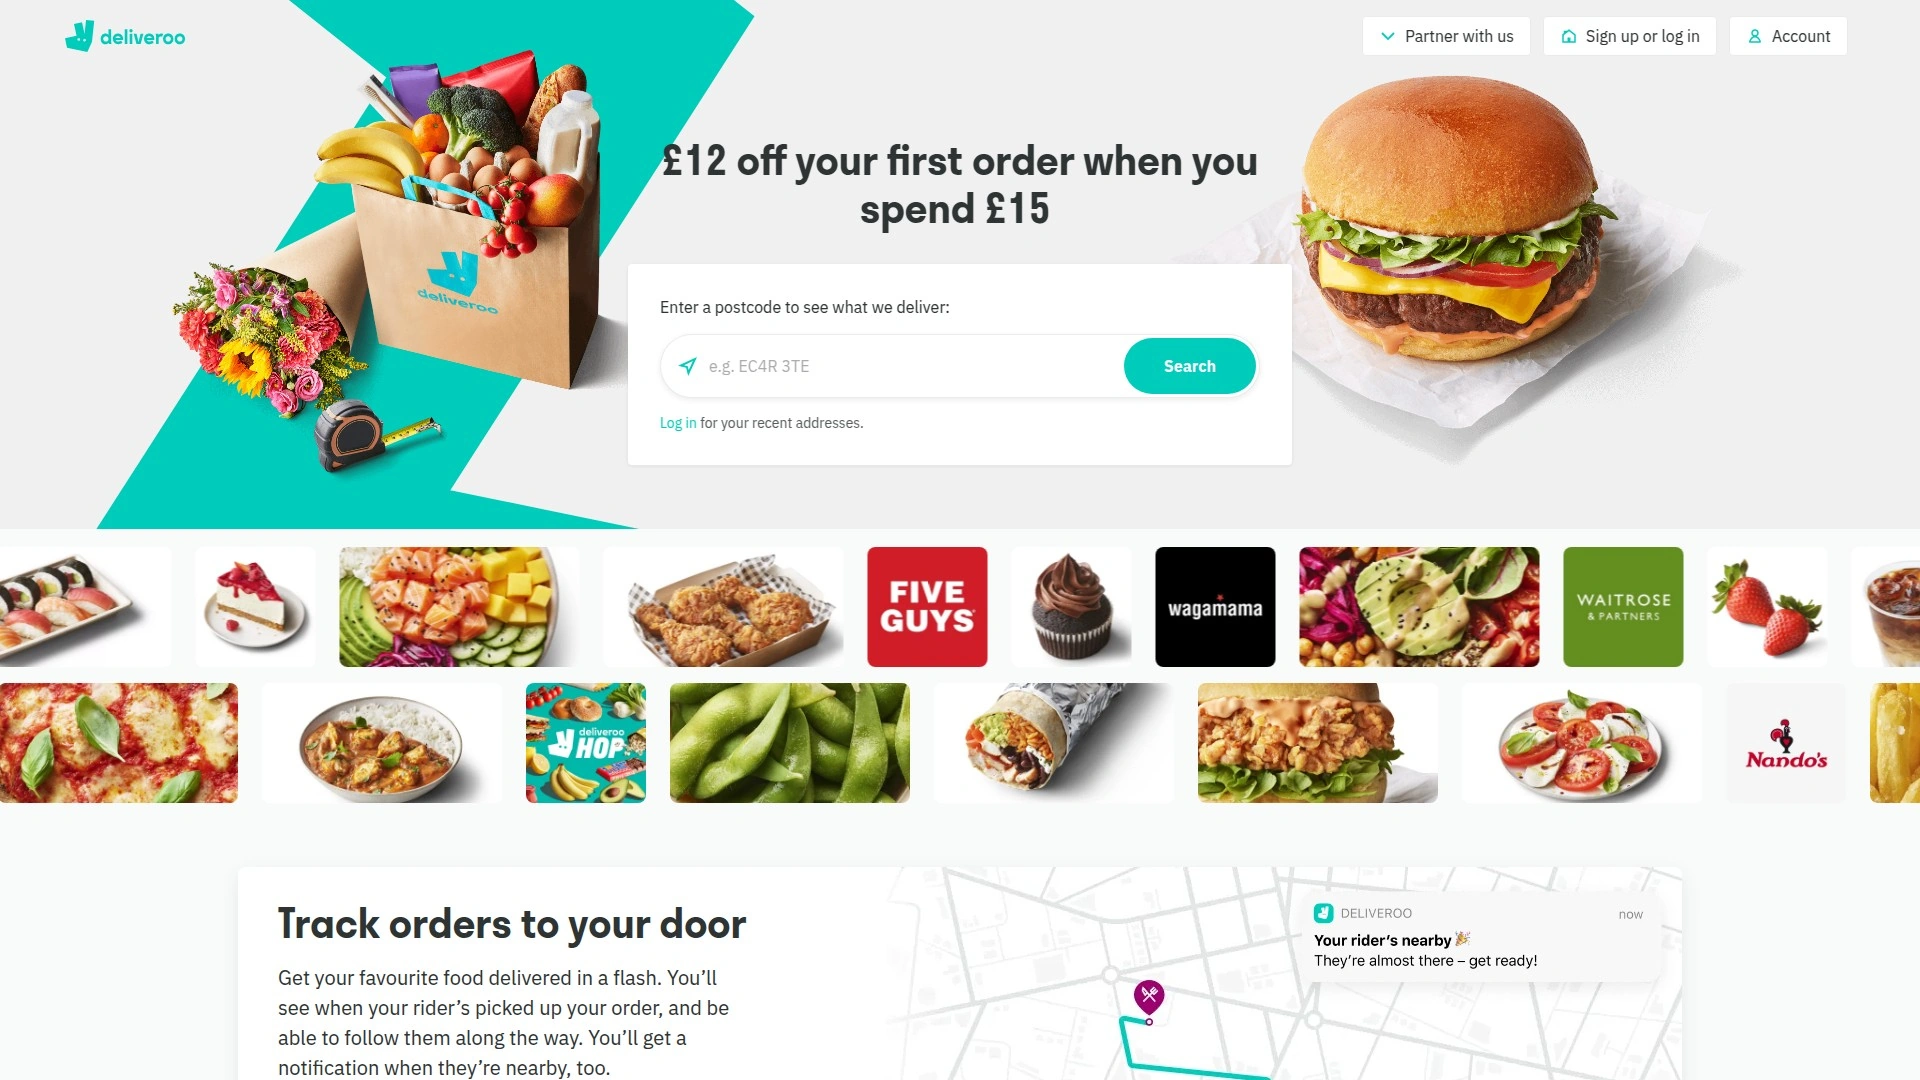 deliveroo
Partner with us
Sign up or log in
Account
£12 off your first order when you
spend £15
deliveroo
Enter a postcode to see what we deliver:
e.g. EC4R 3TE
Search
Log in for your recent addresses.
FIVE
GUYS
wagamama
WAITROSE
& PARTNERS
deliveroo
HOP
Nando's
Track orders to your door
Get your favourite food delivered in a flash. You’ll
see when your rider’s picked up your order, and be
able to follow them along the way. You’ll get a
notification when they’re nearby, too.
DELIVEROO
now
Your rider’s nearby 🎉
They’re almost there – get ready!